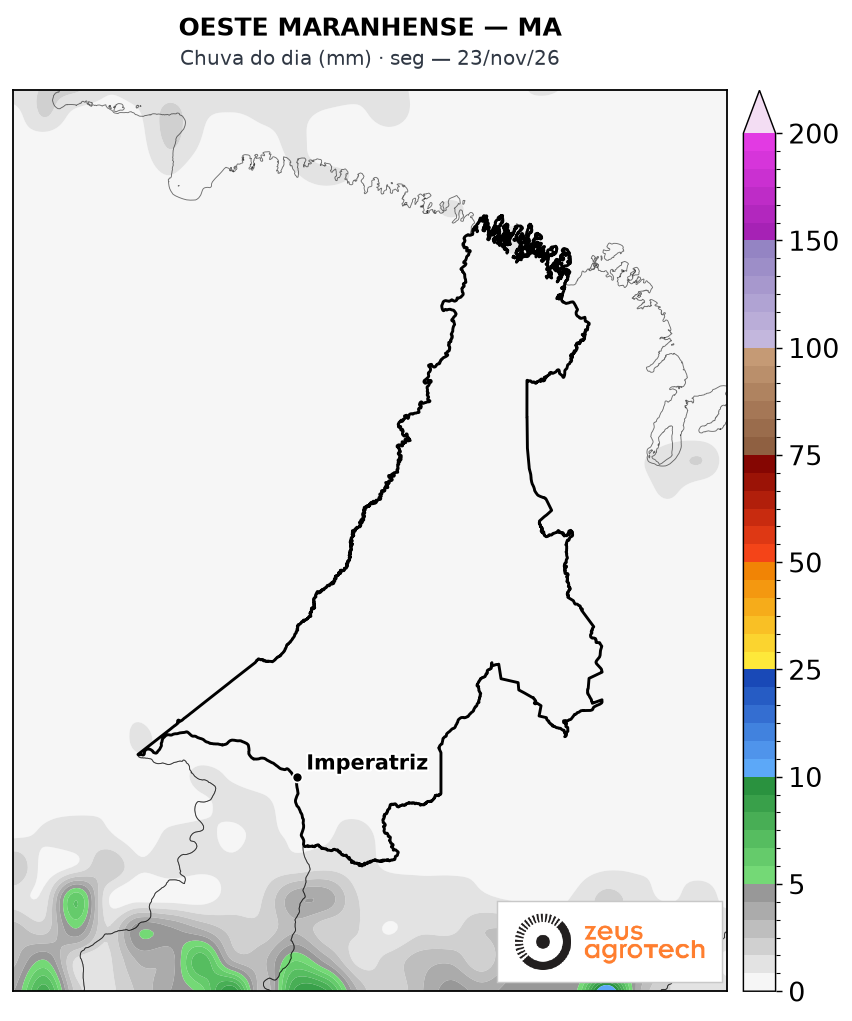 OESTE MARANHENSE — MA
Chuva do dia (mm) · seg — 23/nov/26
200
150
100
75
50
25
10
5
0
Imperatriz
zeus
agrotech